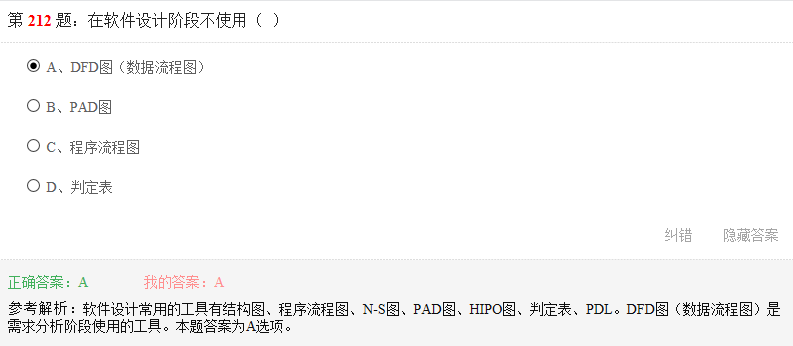 第 212 题：在软件设计阶段不使用（ ）
A、DFD图（数据流程图）
B、PAD图
C、程序流程图
D、判定表
纠错 隐藏答案
正确答案：A 我的答案：A
参考解析：软件设计常用的工具有结构图、程序流程图、N-S图、PAD图、HIPO图、判定表、PDL。DFD图（数据流程图）是
需求分析阶段使用的工具。本题答案为A选项。